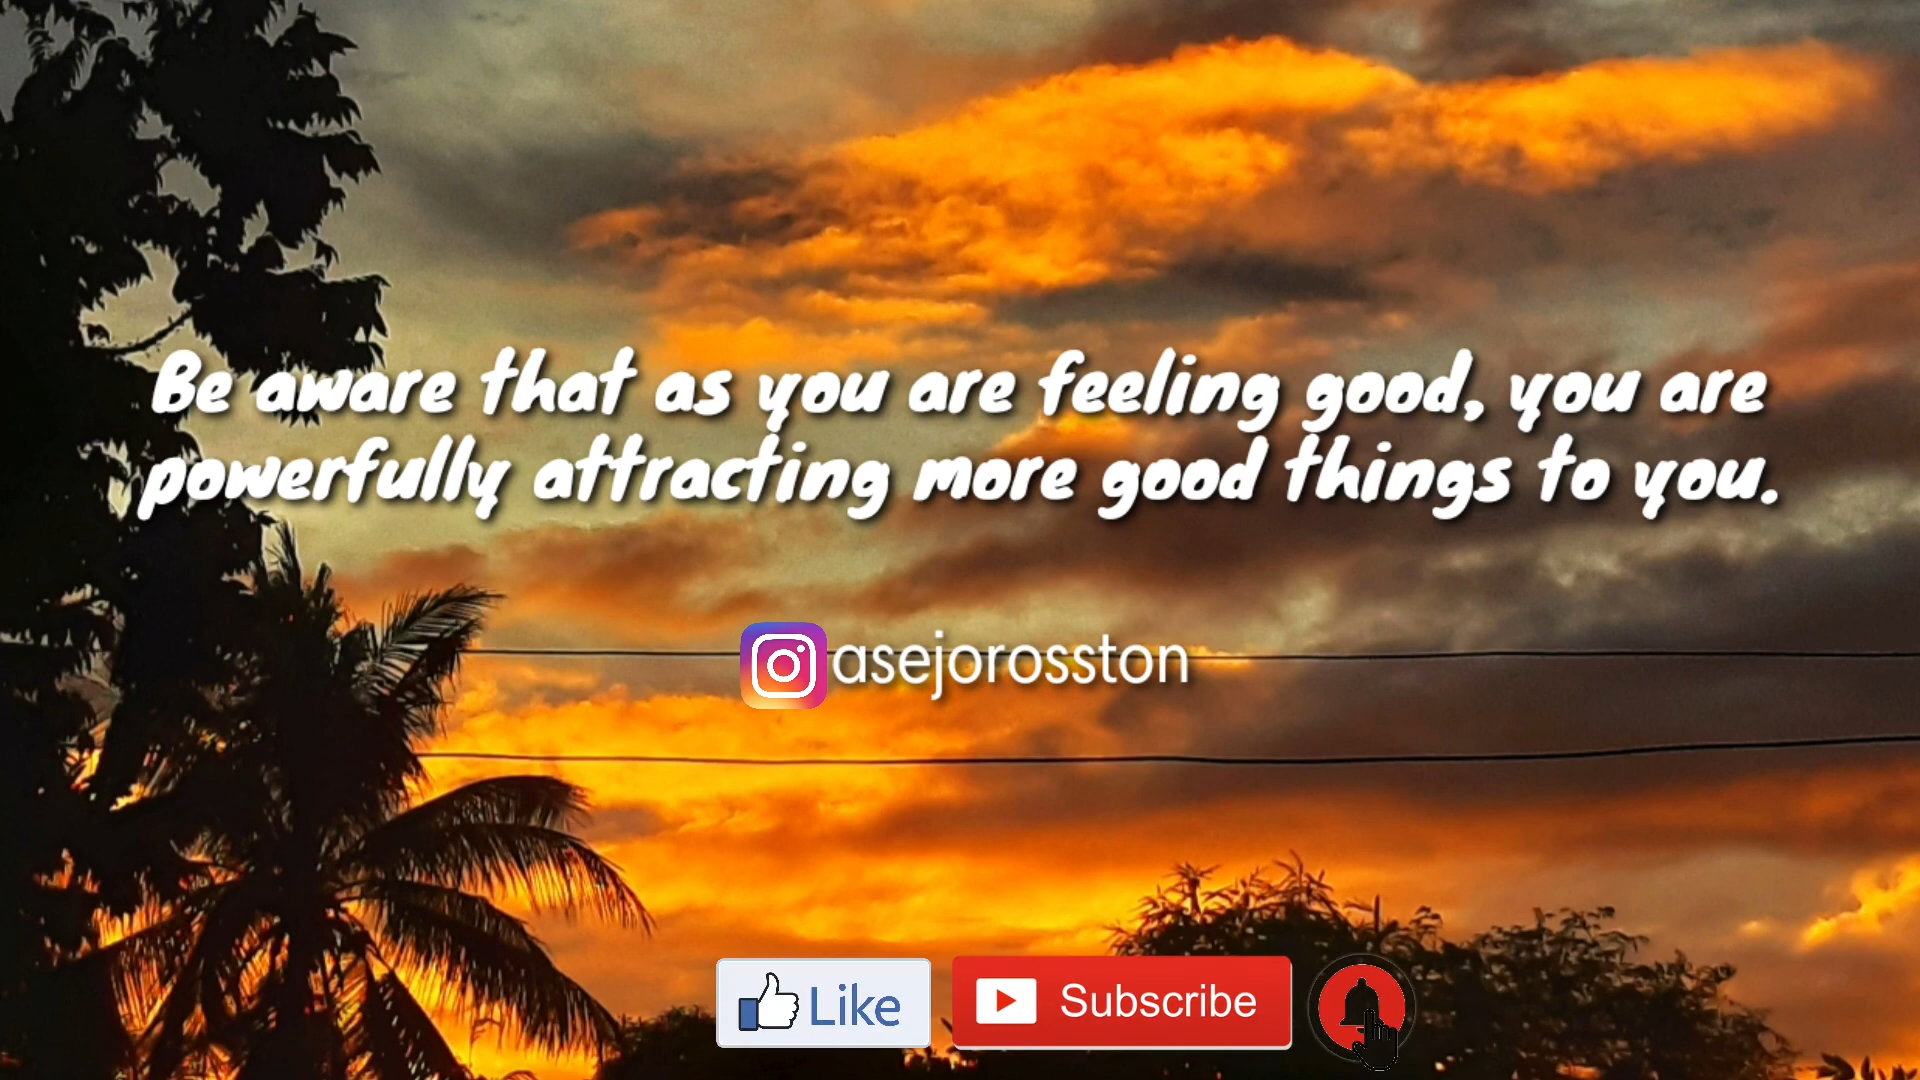 Be aware that as you are feeling good, you are
powerfully attracting more good things to you.
asejorosston
Like
Subscribe